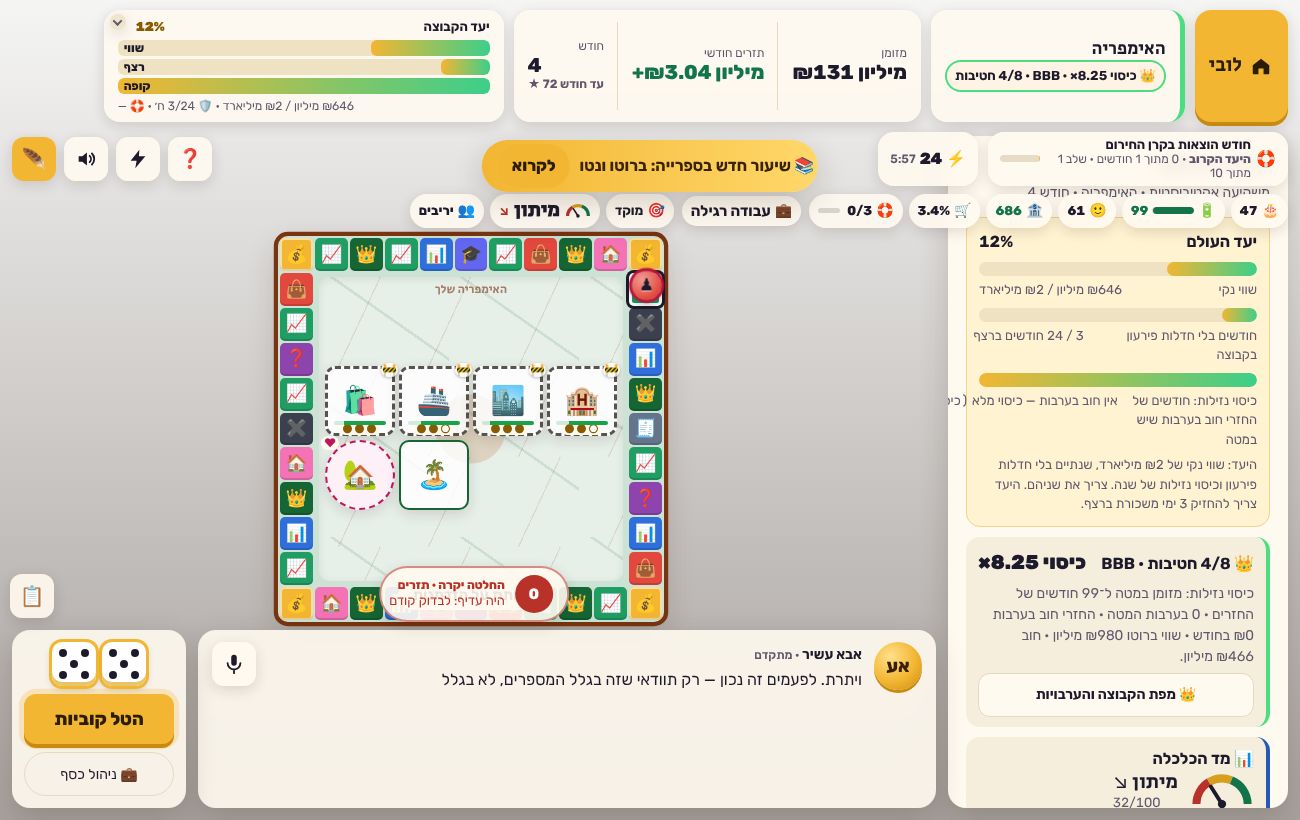 לובי
האימפריה
👑 כיסוי 8.25× · BBB · 4/8 חטיבות
מזומן
₪131 מיליון
תזרים חודשי
+₪3.04 מיליון
חודש
4
עד חודש 72 ★
יעד הקבוצה
12%
שווי
רצף
קופה
₪646 מיליון / ₪2 מיליארד · 🛡️ 3/24 ח׳ · 🛟 —
🛟 חודש הוצאות בקרן החירום
היעד הקרוב · 0 מתוך 1 חודשים · שלב 1 מתוך 10
⚡ 24 5:57
📚 שיעור חדש בספרייה: ברוטו ונטו
לקרוא
❓
🎂 47
🔋 99
🙂 61
🏦 686
🛒 3.4%
🛟 0/3
💼 עבודה רגילה
🎯 מוקד
מיתון ↘
👥 יריבים
משקיעה אקטיביסטית · האימפריה · חודש 4
יעד העולם
12%
שווי נקי
₪646 מיליון / ₪2 מיליארד
חודשים בלי חדלות פירעון בקבוצה
3 / 24 חודשים ברצף
כיסוי נזילות: חודשים של החזרי חוב בערבות שיש במטה
אין חוב בערבות — כיסוי מלא
היעד: שווי נקי של ₪2 מיליארד, שנתיים בלי חדלות
פירעון וכיסוי נזילות של שנה. צריך את שניהם. היעד
צריך להחזיק 3 ימי משכורת ברצף.
👑 4/8 חטיבות · BBB
כיסוי 8.25×
כיסוי נזילות: מזומן במטה ל־99 חודשים של
החזרים · 0 בערבות המטה · החזרי חוב בערבות
₪0 בחודש · שווי ברוטו ₪980 מיליון · חוב
₪466 מיליון.
👑 מפת הקבוצה והערבויות
📊 מד הכלכלה
מיתון ↘
32/100
האימפריה שלך
0
החלטה יקרה · תזרים
היה עדיף: לבדוק קודם
אע
אבא עשיר · מתקדם
ויתרת. לפעמים זה נכון — רק תוודאי שזה בגלל המספרים, לא בגלל
הטל קוביות
💼 ניהול כסף